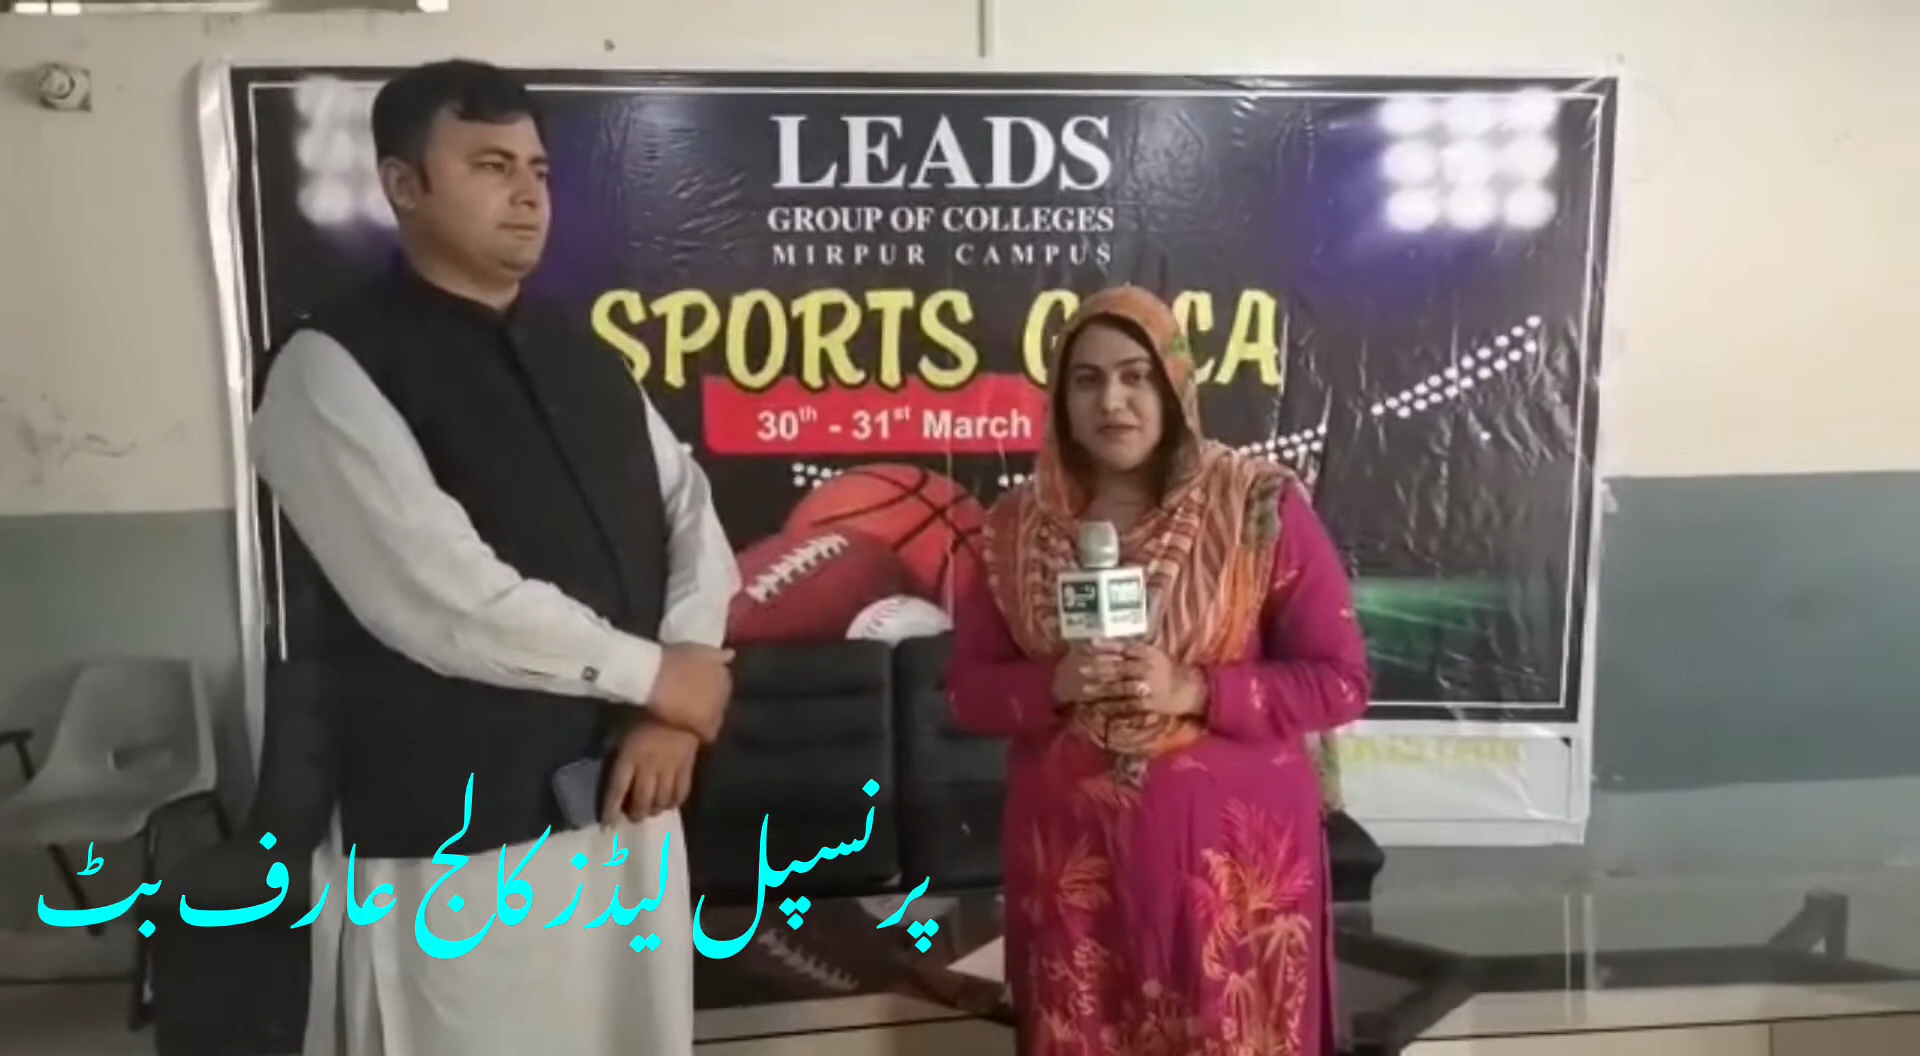 LEADS
GROUP OF COLLEGES
MIRPUR CAMPUS
SPORTS
30th - 31st March
پرنسپل لیڈز کالج عارف بٹ